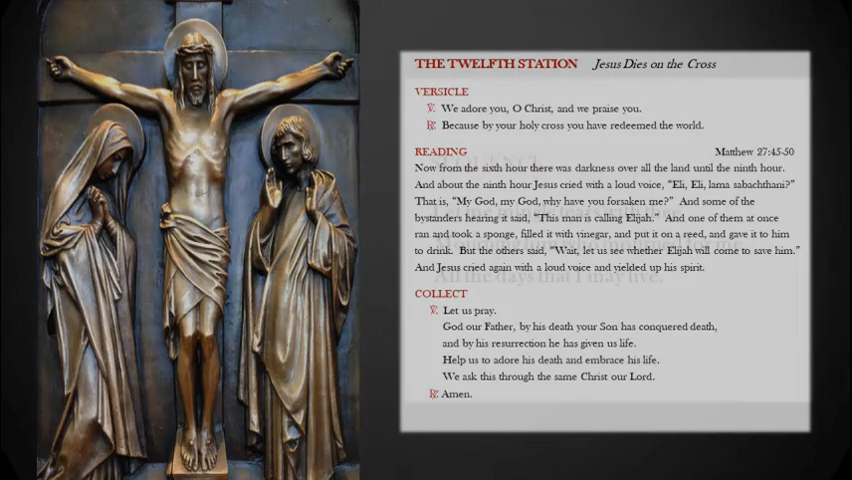 THE TWELFTH STATION Jesus Dies on the Cross
VERSICLE
℣. We adore you, O Christ, and we praise you.
℟. Because by your holy cross you have redeemed the world.
READING Matthew 27:45-50
Now from the sixth hour there was darkness over all the land until the ninth hour.
And about the ninth hour Jesus cried with a loud voice, “Eli, Eli, lama sabachthani?”
That is, “My God, my God, why have you forsaken me?” And some of the
bystanders hearing it said, “This man is calling Elijah.” And one of them at once
ran and took a sponge, filled it with vinegar, and put it on a reed, and gave it to him
to drink. But the others said, “Wait, let us see whether Elijah will come to save him.”
And Jesus cried again with a loud voice and yielded up his spirit.
All the days that I may live.
COLLECT
℣. Let us pray.
God our Father, by his death your Son has conquered death,
and by his resurrection he has given us life.
Help us to adore his death and embrace his life.
We ask this through the same Christ our Lord.
℟. Amen.